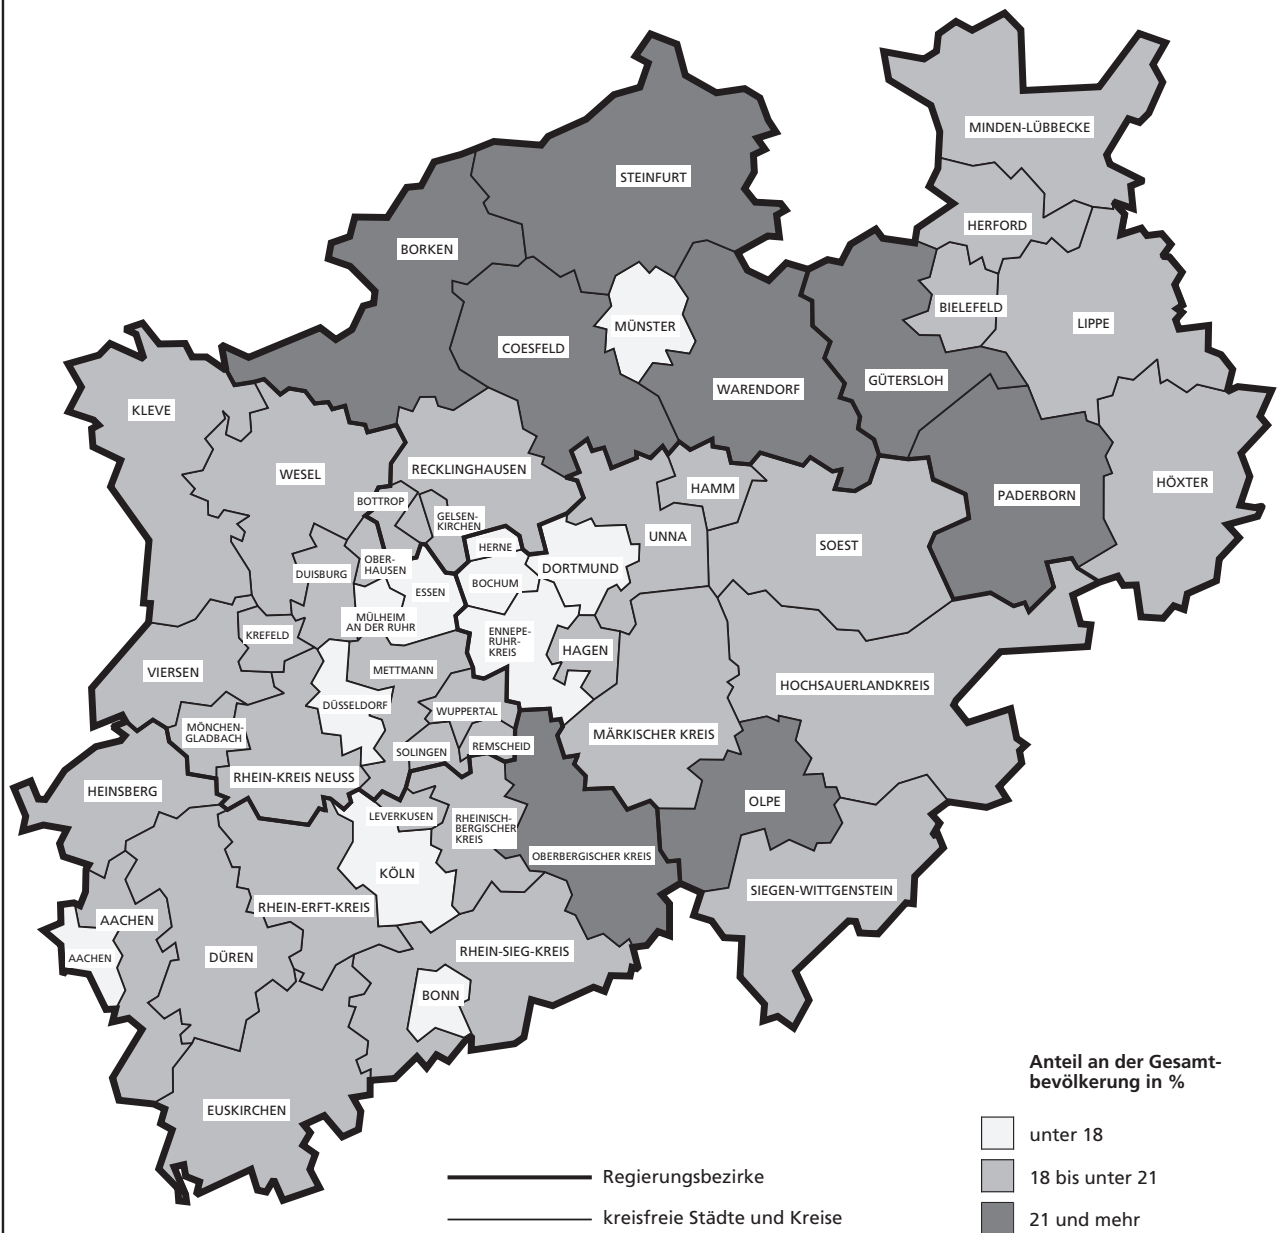 MINDEN-LÜBBECKE
STEINFURT
HERFORD
BORKEN
BIELEFELD
LIPPE
MÜNSTER
COESFELD
GÜTERSLOH
WARENDORF
KLEVE
RECKLINGHAUSEN
WESEL
HÖXTER
HAMM
PADERBORN
BOTTROP
GELSEN-
KIRCHEN
UNNA
SOEST
HERNE
OBER-
HAUSEN
DORTMUND
DUISBURG
BOCHUM
ESSEN
MÜLHEIM
AN DER RUHR
KREFELD
ENNEPE-
RUHR-
KREIS
HAGEN
METTMANN
VIERSEN
HOCHSAUERLANDKREIS
DÜSSELDORF
WUPPERTAL
MÖNCHEN-
GLADBACH
MÄRKISCHER KREIS
REMSCHEID
SOLINGEN
RHEIN-KREIS NEUSS
HEINSBERG
OLPE
LEVERKUSEN
RHEINISCH-
BERGISCHER
KREIS
OBERBERGISCHER KREIS
KÖLN
SIEGEN-WITTGENSTEIN
RHEIN-ERFT-KREIS
AACHEN
RHEIN-SIEG-KREIS
AACHEN
DÜREN
BONN
EUSKIRCHEN
Anteil an der Gesamt-
bevölkerung in %
unter 18
18 bis unter 21
21 und mehr
Regierungsbezirke
kreisfreie Städte und Kreise